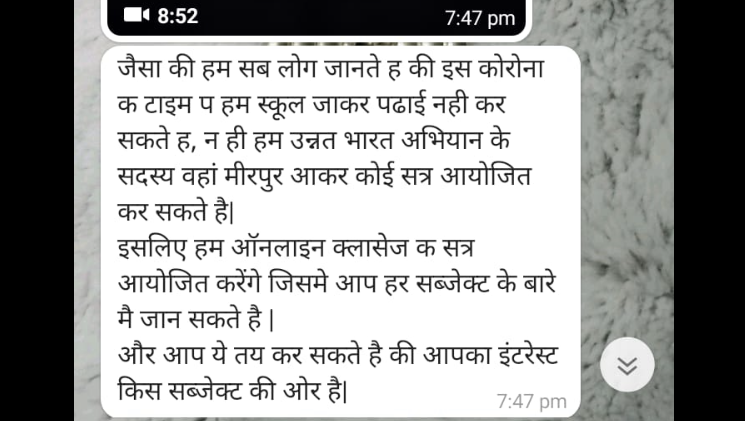 8:52 7:47 pm
जैसा की हम सब लोग जानते ह की इस कोरोना
क टाइम प हम स्कूल जाकर पढाई नही कर
सकते ह, न ही हम उन्नत भारत अभियान के
सदस्य वहां मीरपुर आकर कोई सत्र आयोजित
कर सकते है|
इसलिए हम ऑनलाइन क्लासेज क सत्र
आयोजित करेंगे जिसमे आप हर सब्जेक्ट के बारे
मै जान सकते है |
और आप ये तय कर सकते है की आपका इंटरेस्ट
किस सब्जेक्ट की ओर है|
7:47 pm